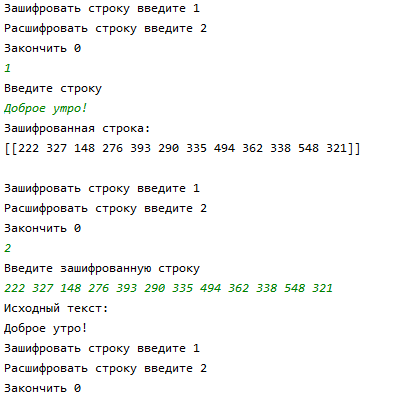 Зашифровать строку введите 1
Расшифровать строку введите 2
Закончить 0
1
Введите строку
Доброе утро!
Зашифрованная строка:
[[222 327 148 276 393 290 335 494 362 338 548 321]]
Зашифровать строку введите 1
Расшифровать строку введите 2
Закончить 0
2
Введите зашифрованную строку
222 327 148 276 393 290 335 494 362 338 548 321
Исходный текст:
Доброе утро!
Зашифровать строку введите 1
Расшифровать строку введите 2
Закончить 0